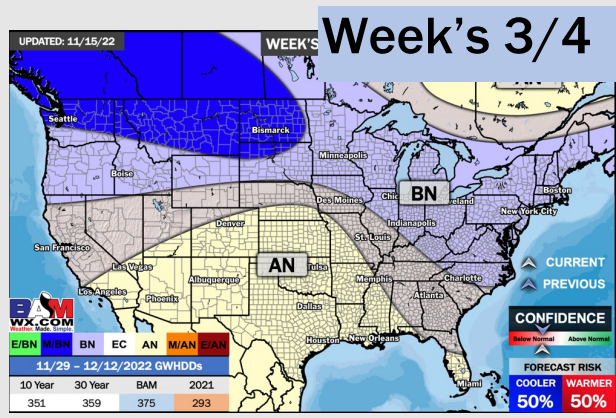 UPDATED: 11/15/22
WEEK'S
Week's 3/4
AN
Seattle
Bismarck
Minneapolis
Boise
BN
Boston
Des Moines
New York City
Indianapolis
Denver
St. Louis
San Francisco
CURRENT
Las Vegas
AN
Charlotte
PREVIOUS
Los Angeles
Albuquerque
Memphis
Atlanta
Phoenix
Dallas
BAM
WX.COM
Weather. Made. Simple.
Houston
New Orleans
CONFIDENCE
Below Normal Above Normal
E/BN M/BN BN EC AN M/AN E/AN
11/29 – 12/12/2022 GWHDDs
10 Year 30 Year BAM 2021
351 359 375 293
Miami
FORECAST RISK
COOLER WARMER
50% 50%